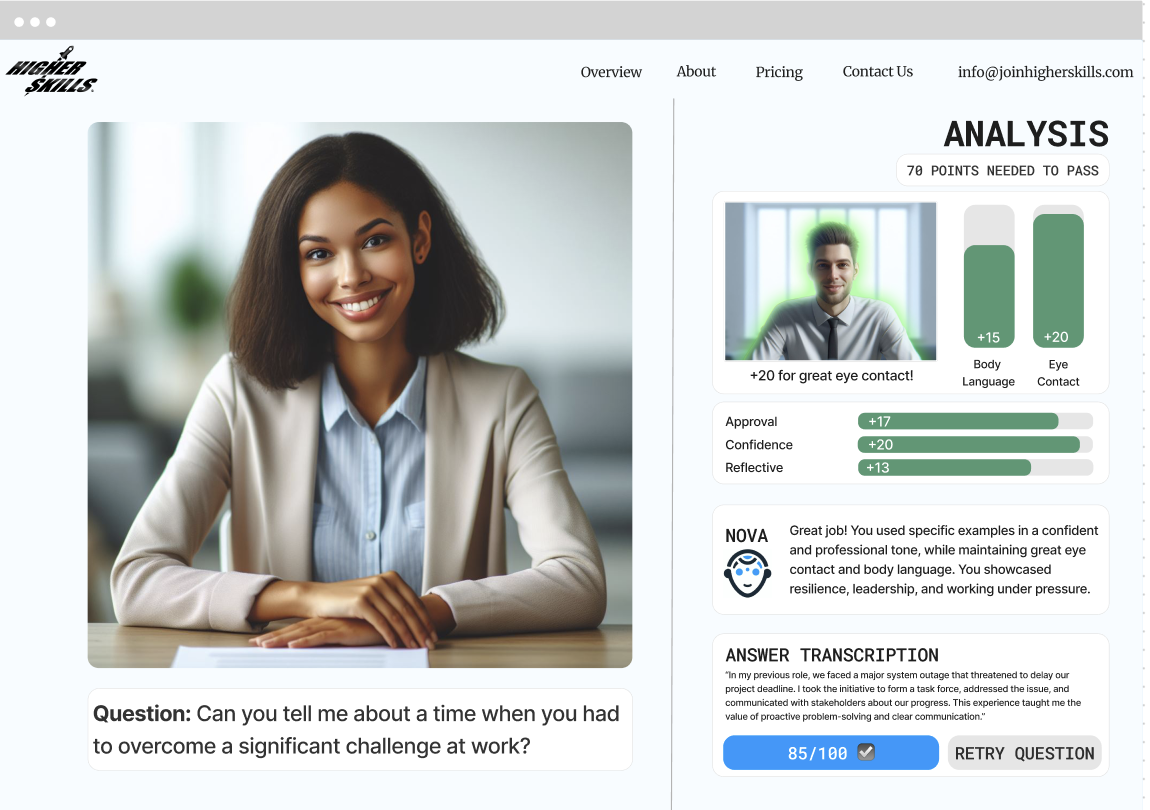 HIGHER
SKILLS.
Overview About Pricing Contact Us info@joinhigherskills.com
ANALYSIS
70 POINTS NEEDED TO PASS
+15 +20
Body Language
Eye Contact
+20 for great eye contact!
Approval +17
Confidence +20
Reflective +13
NOVA
Great job! You used specific examples in a confident
and professional tone, while maintaining great eye
contact and body language. You showcased
resilience, leadership, and working under pressure.
ANSWER TRANSCRIPTION
“In my previous role, we faced a major system outage that threatened to delay our
project deadline. I took the initiative to form a task force, addressed the issue, and
communicated with stakeholders about our progress. This experience taught me the
value of proactive problem-solving and clear communication.”
85/100 RETRY QUESTION
Question: Can you tell me about a time when you had
to overcome a significant challenge at work?